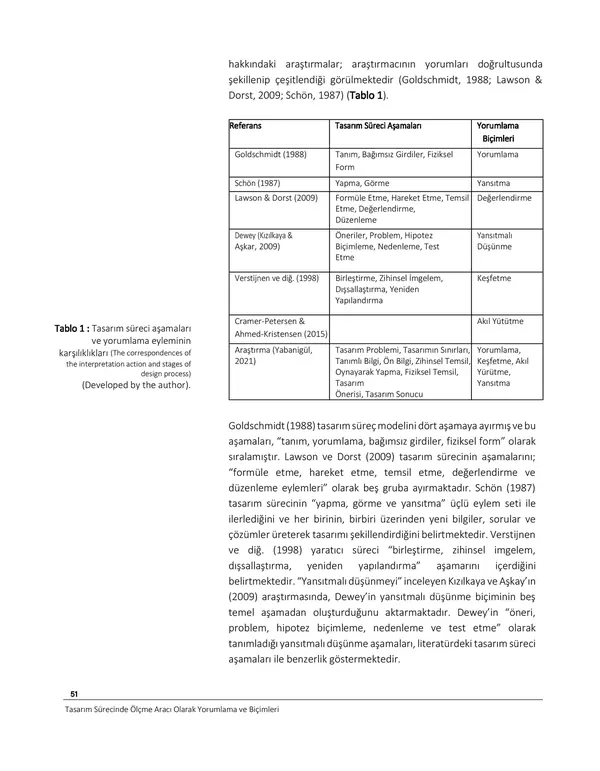 hakkındaki araştırmalar; araştırmacının yorumları doğrultusunda
şekillenip çeşitlendiği görülmektedir (Goldschmidt, 1988; Lawson &
Dorst, 2009; Schön, 1987) (Tablo 1).
Referans Tasarım Süreci Aşamaları Yorumlama
Biçimleri
Goldschmidt (1988) Tanım, Bağımsız Girdiler, Fiziksel Yorumlama
Form
Schön (1987) Yapma, Görme Yansıtma
Lawson & Dorst (2009) Formüle Etme, Hareket Etme, Temsil Değerlendirme
Etme, Değerlendirme,
Düzenleme
Dewey (Kızılkaya & Öneriler, Problem, Hipotez Yansıtmalı
Aşkar, 2009) Biçimleme, Nedenleme, Test Düşünme
Etme
Verstijnen ve diğ. (1998) Birleştirme, Zihinsel İmgelem, Keşfetme
Dışsallaştırma, Yeniden
Yapılandırma
Cramer-Petersen & Akıl Yütütme
Ahmed-Kristensen (2015)
Araştırma (Yabanigül, Tasarım Problemi, Tasarımın Sınırları, Yorumlama,
2021) Tanımlı Bilgi, Ön Bilgi, Zihinsel Temsil, Keşfetme, Akıl
Oynayarak Yapma, Fiziksel Temsil, Yürütme,
Tasarım Yansıtma
Önerisi, Tasarım Sonucu
Tablo 1 : Tasarım süreci aşamaları
ve yorumlama eyleminin
karşılıklıkları (The correspondences of
the interpretation action and stages of
design process)
(Developed by the author).
Goldschmidt (1988) tasarım süreç modelini dört aşamaya ayırmış ve bu
aşamaları, “tanım, yorumlama, bağımsız girdiler, fiziksel form” olarak
sıralamıştır. Lawson ve Dorst (2009) tasarım sürecinin aşamalarını;
“formüle etme, hareket etme, temsil etme, değerlendirme ve
düzenleme eylemleri” olarak beş gruba ayırmaktadır. Schön (1987)
tasarım sürecinin “yapma, görme ve yansıtma” üçlü eylem seti ile
ilerlediğini ve her birinin, birbiri üzerinden yeni bilgiler, sorular ve
çözümler üreterek tasarımı şekillendirdiğini belirtmektedir. Verstijnen
ve diğ. (1998) yaratıcı süreci “birleştirme, zihinsel imgelem,
dışsallaştırma, yeniden yapılandırma” aşamarını içerdiğini
belirtmektedir. “Yansıtmalı düşünmeyi” inceleyen Kızılkaya ve Aşkay’ın
(2009) araştırmasında, Dewey’in yansıtmalı düşünme biçiminin beş
temel aşamadan oluşturduğunu aktarmaktadır. Dewey’in “öneri,
problem, hipotez biçimleme, nedenleme ve test etme” olarak
tanımladığı yansıtmalı düşünme aşamaları, literatürdeki tasarım süreci
aşamaları ile benzerlik göstermektedir.
51
Tasarım Sürecinde Ölçme Aracı Olarak Yorumlama ve Biçimleri